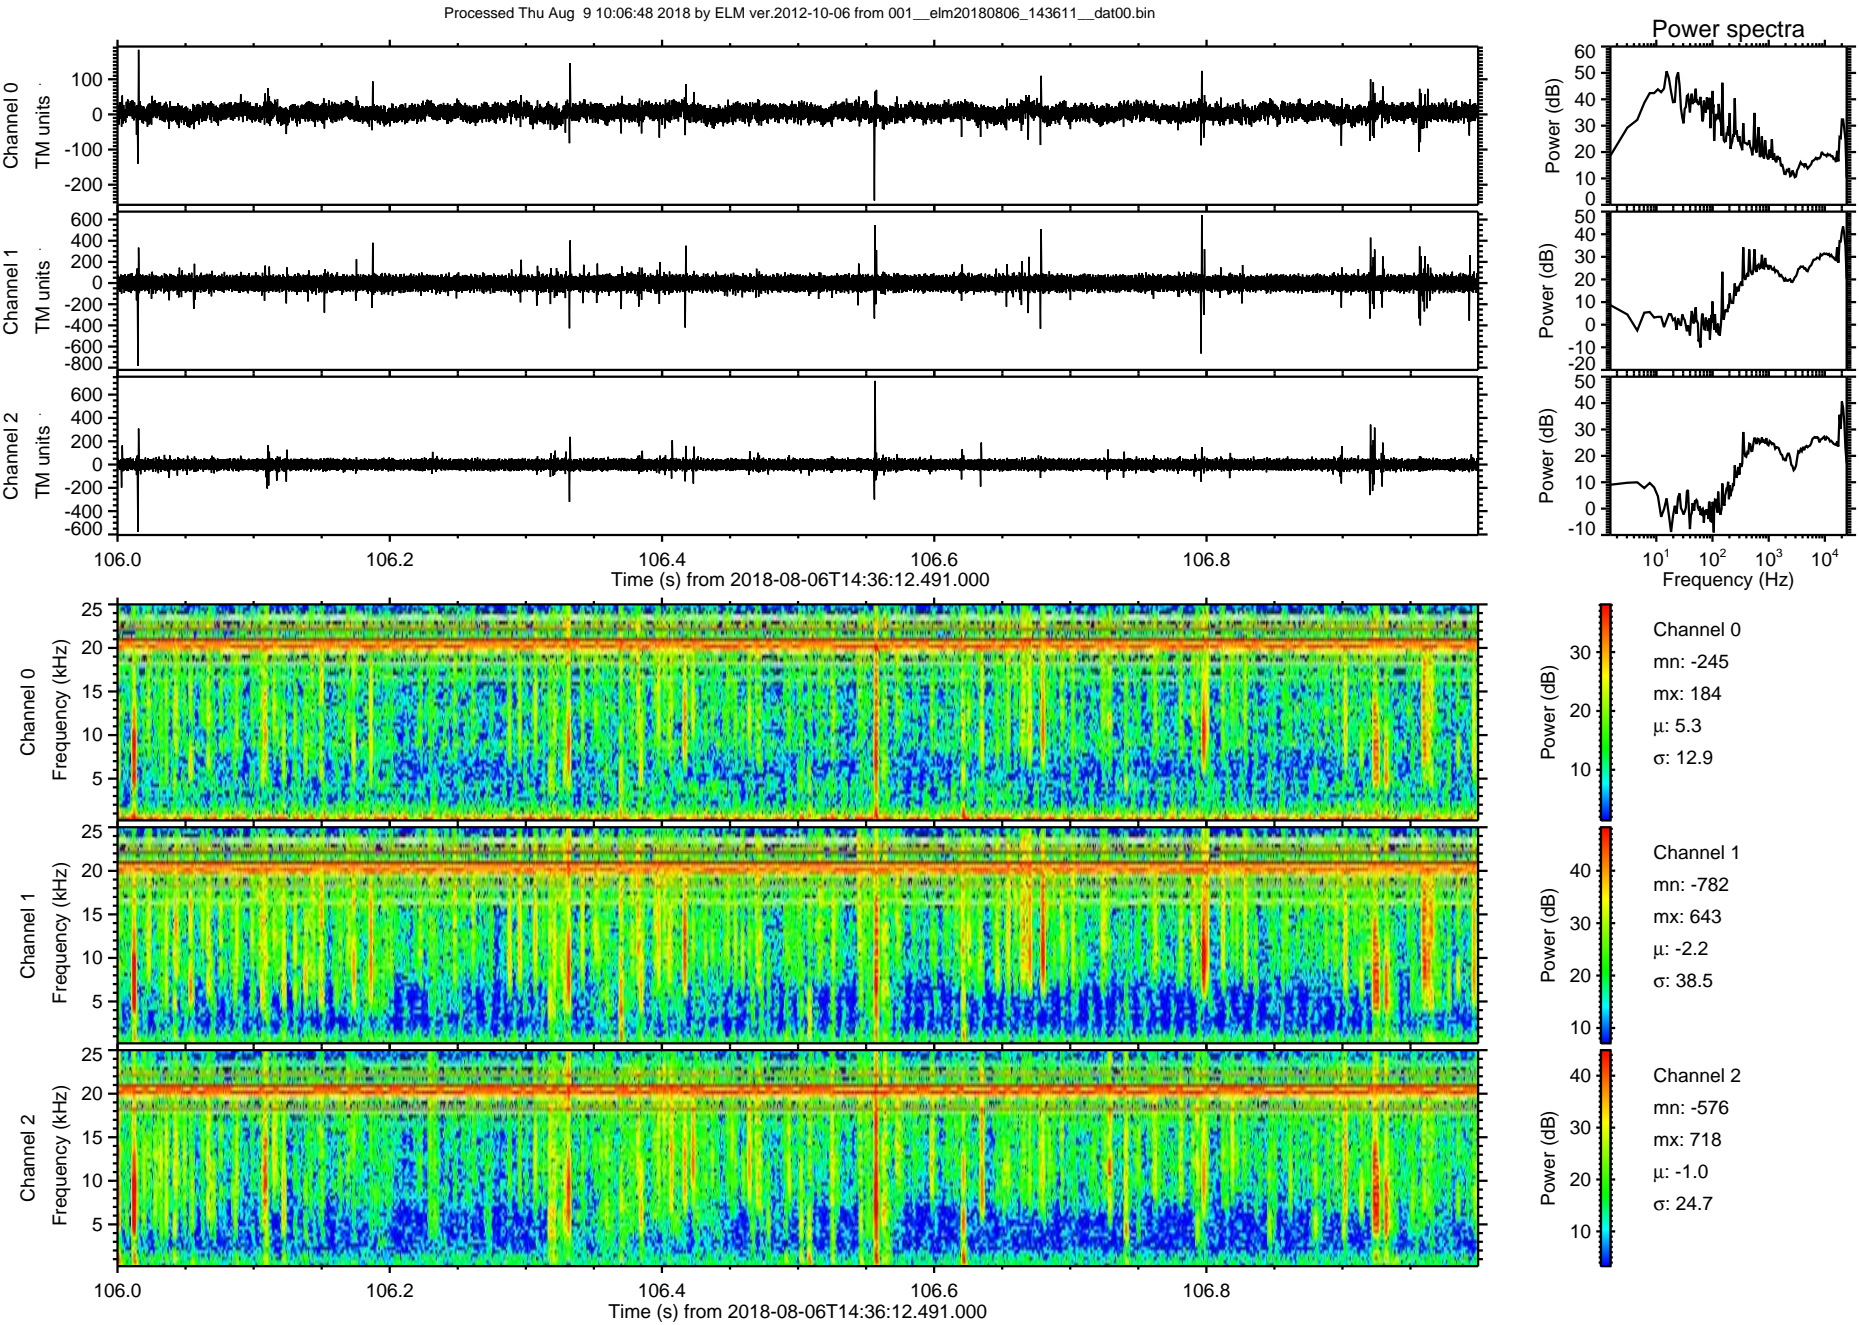 Processed Thu Aug  9 10:06:48 2018 by ELM ver.2012-10-06 from 001__elm20180806_143611__dat00.bin
Power spectra
Channel 0
TM units
100
0
-100
-200
Power (dB)
60
50
40
30
20
10
0
Channel 1
TM units
600
400
200
0
-200
-400
-600
-800
Power (dB)
50
40
30
20
10
0
-10
-20
Channel 2
TM units
600
400
200
0
-200
-400
-600
Power (dB)
50
40
30
20
10
0
-10
106.0 106.2 106.4 106.6 106.8
Time (s) from 2018-08-06T14:36:12.491.000
10¹ 10² 10³ 10⁴
Frequency (Hz)
Channel 0
Frequency (kHz)
25
20
15
10
5
Power (dB)
30
20
10
Channel 0
mn: -245
mx: 184
μ: 5.3
σ: 12.9
Channel 1
Frequency (kHz)
25
20
15
10
5
Power (dB)
40
30
20
10
Channel 1
mn: -782
mx: 643
μ: -2.2
σ: 38.5
Channel 2
Frequency (kHz)
25
20
15
10
5
Power (dB)
40
30
20
10
Channel 2
mn: -576
mx: 718
μ: -1.0
σ: 24.7
106.0 106.2 106.4 106.6 106.8
Time (s) from 2018-08-06T14:36:12.491.000